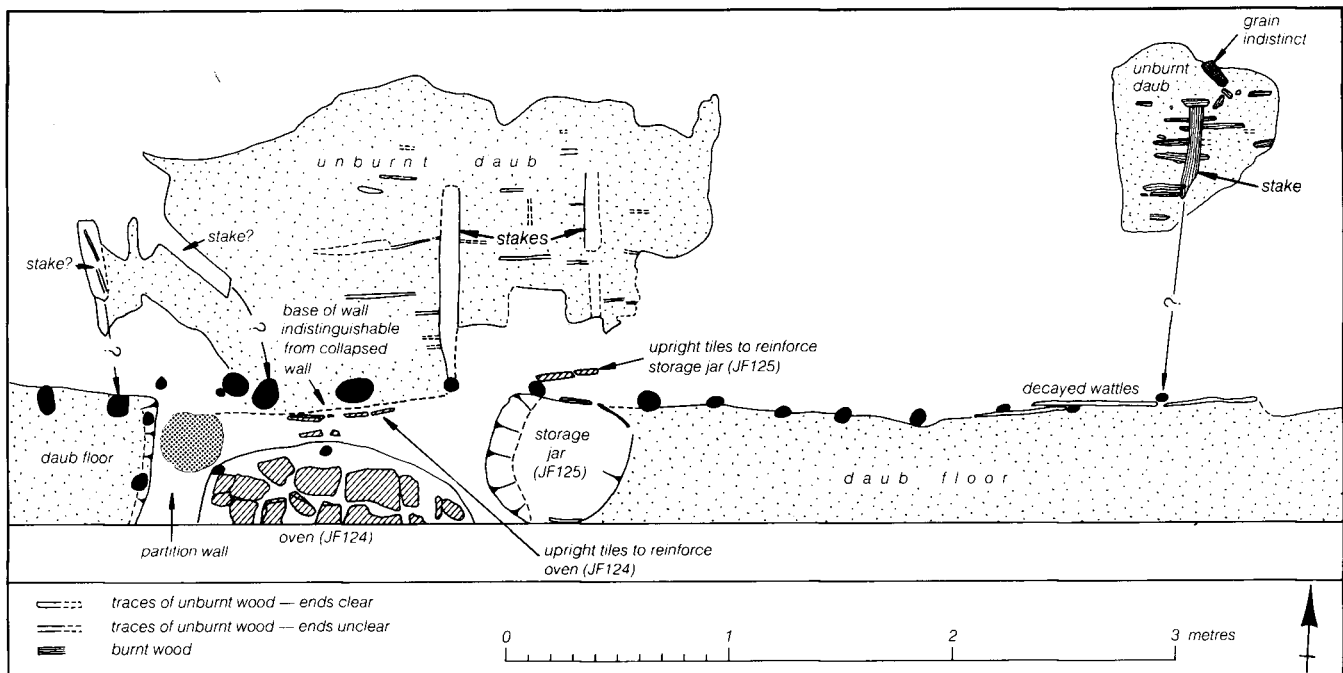 grain
indistinct
unburnt
daub
unburnt daub
stake
stake?
stakes
stake?
?
?
?
base of wall
indistinguishable
from collapsed
wall
upright tiles to reinforce
storage jar (JF125)
decayed wattles
daub floor
storage
jar
(JF125)
daub floor
partition wall
oven (JF124)
upright tiles to reinforce
oven (JF124)
traces of unburnt wood — ends clear
traces of unburnt wood — ends unclear
burnt wood
0 1 2 3 metres